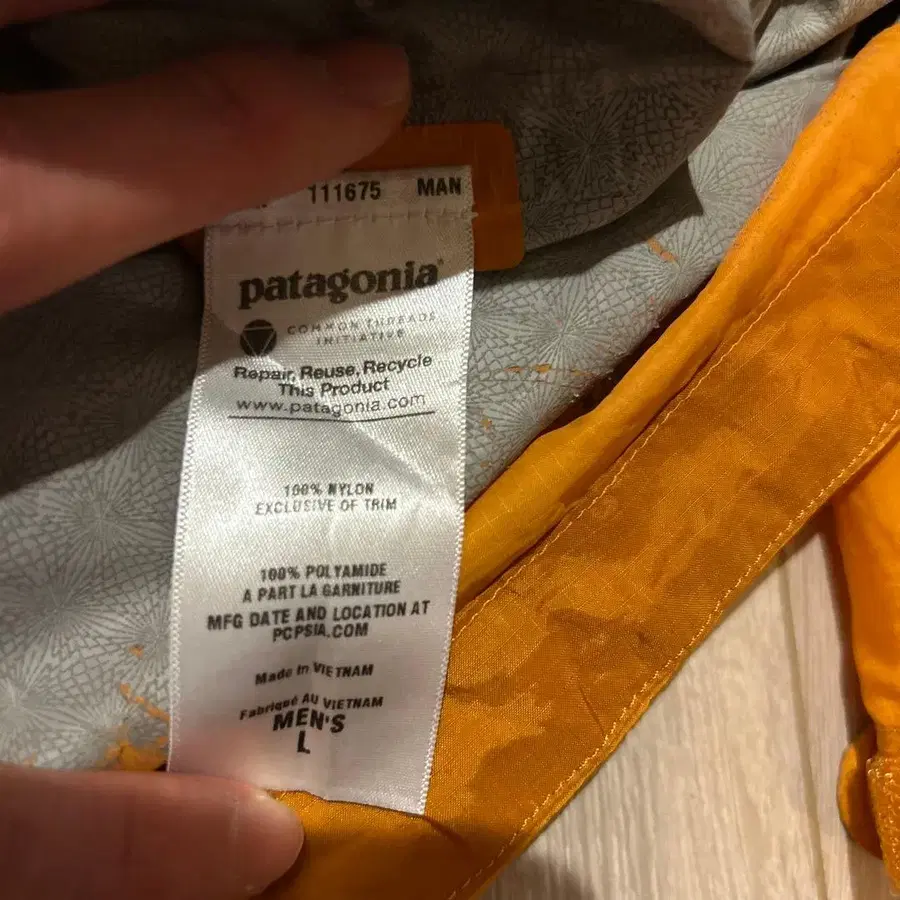 111675 MAN
patagonia®
COMMON THREADS
INITIATIVE
Repair, Reuse, Recycle
This Product
www.patagonia.com
100% NYLON
EXCLUSIVE OF TRIM
100% POLYAMIDE
A PART LA GARNITURE
MFG DATE AND LOCATION AT
PCPSIA.COM
Made in VIETNAM
Fabriqué AU VIETNAM
MEN'S
L